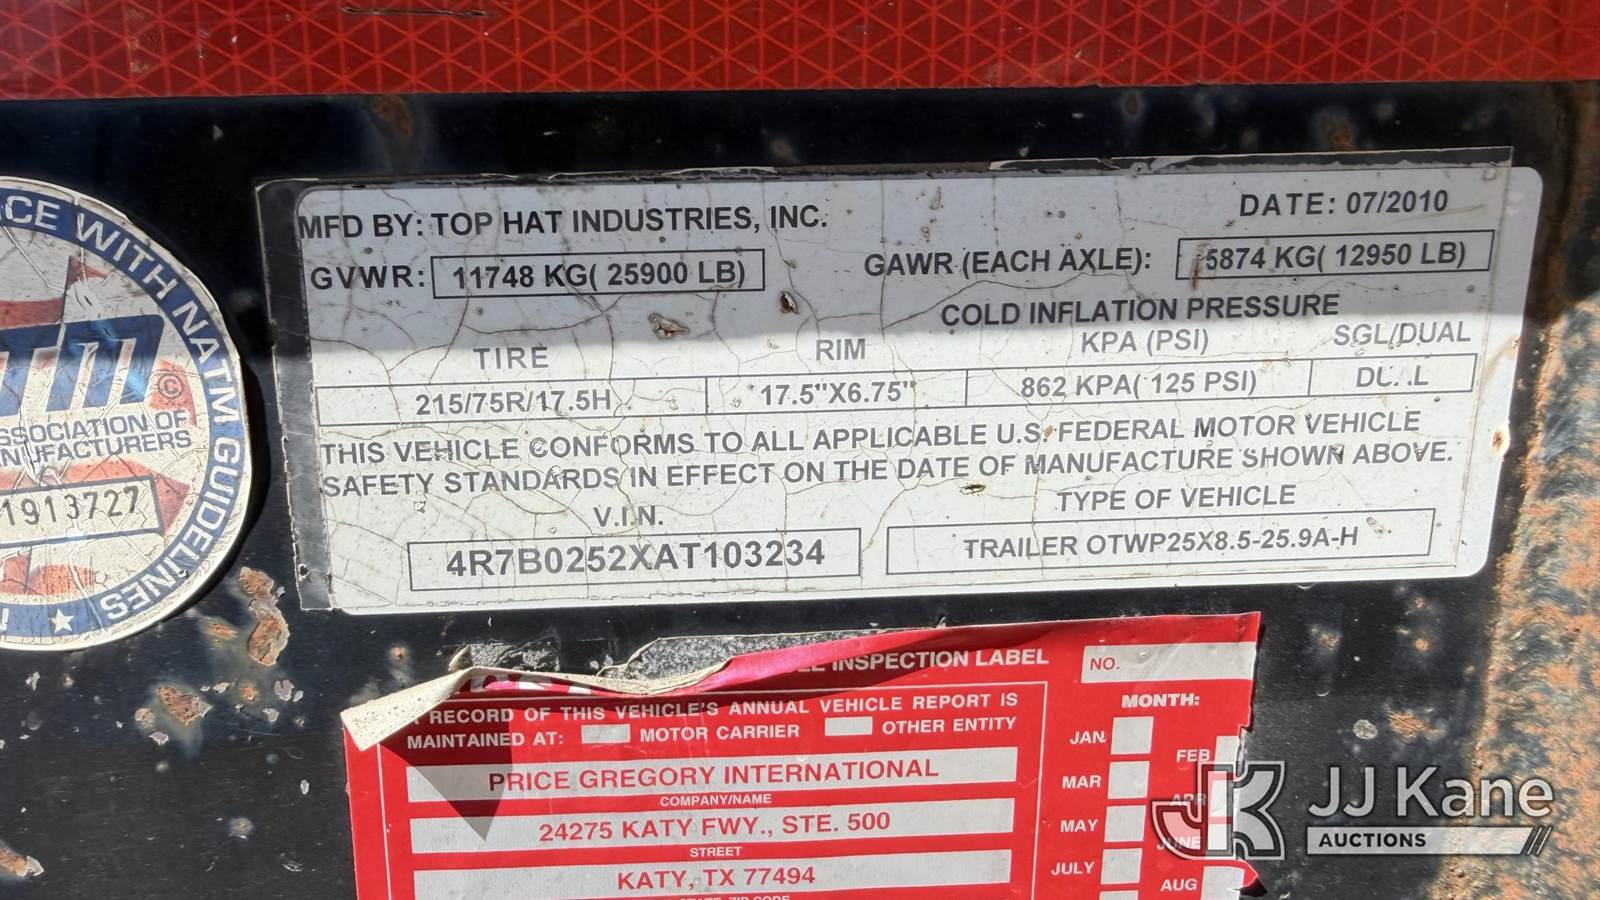 MFD BY: TOP HAT INDUSTRIES, INC.
DATE: 07/2010
GVWR: 11748 KG( 25900 LB)
GAWR (EACH AXLE): 5874 KG( 12950 LB)
COLD INFLATION PRESSURE
TIRE RIM KPA (PSI) SGL/DUAL
215/75R/17.5H 17.5"X6.75" 862 KPA( 125 PSI)
THIS VEHICLE CONFORMS TO ALL APPLICABLE U.S. FEDERAL MOTOR VEHICLE
SAFETY STANDARDS IN EFFECT ON THE DATE OF MANUFACTURE SHOWN ABOVE.
V.I.N. TYPE OF VEHICLE
4R7B0252XAT103234 TRAILER OTWP25X8.5-25.9A-H
WITH NATM GUIDELINES
ASSOCIATION OF
MANUFACTURERS
1913727
INSPECTION LABEL NO.
A RECORD OF THIS VEHICLE'S ANNUAL VEHICLE REPORT IS
MAINTAINED AT: MOTOR CARRIER OTHER ENTITY
PRICE GREGORY INTERNATIONAL
COMPANY/NAME
24275 KATY FWY., STE. 500
STREET
KATY, TX 77494
MONTH:
JAN.
FEB
MAR
APR
MAY
JUNE
JULY
AUG
JK JJ Kane
AUCTIONS